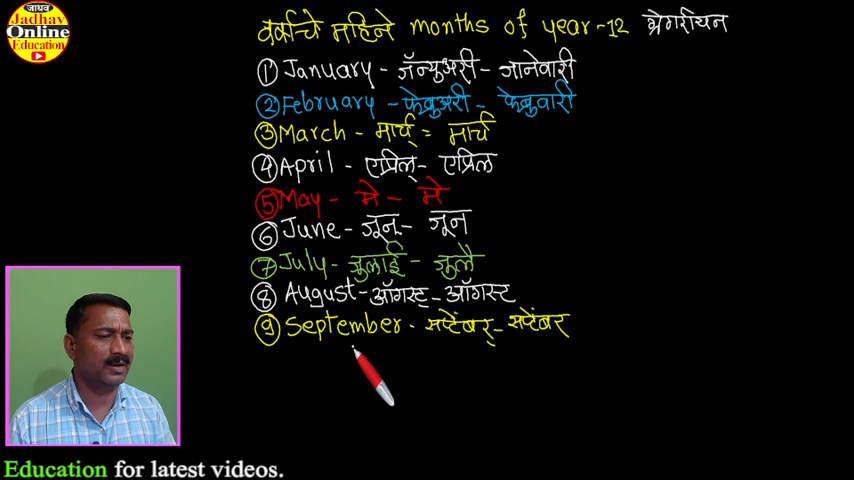 जाधव
Jadhav
Online
Education
वर्षाचे महिने months of year-12 ग्रेगरीयन
① January - जॅन्युअरी - जानेवारी
② February - फेब्रुअरी - फेब्रुवारी
③ March - मार्च् = मार्च
④ April - एप्रिल् - एप्रिल
⑤ May - मे - मे
⑥ June - जून् - जून
⑦ July - जुलाई - जुलै
⑧ August - ऑगस्ट् - ऑगस्ट
⑨ September - सप्टेंबर् - सप्टेंबर
Education for latest videos.